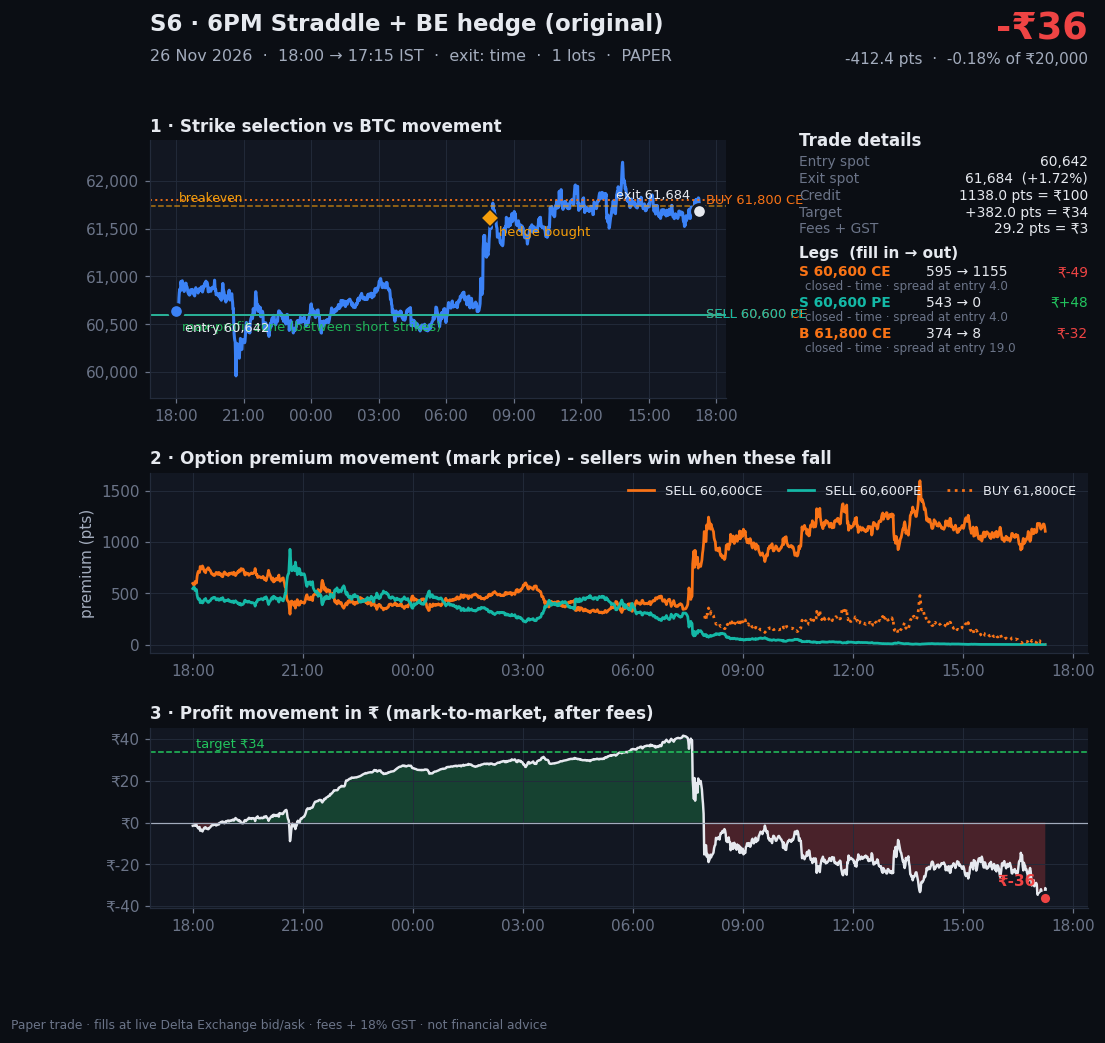 S6 · 6PM Straddle + BE hedge (original)
-₹36
26 Nov 2026 · 18:00 → 17:15 IST · exit: time · 1 lots · PAPER
-412.4 pts · -0.18% of ₹20,000
1 · Strike selection vs BTC movement
62,000
61,500
61,000
60,500
60,000
breakeven
exit 61,684
BUY 61,800 CE
hedge bought
SELL 60,600 PE
entry 60,642
(between short strikes)
18:00 21:00 00:00 03:00 06:00 09:00 12:00 15:00 18:00
Trade details
Entry spot 60,642
Exit spot 61,684 (+1.72%)
Credit 1138.0 pts = ₹100
Target +382.0 pts = ₹34
Fees + GST 29.2 pts = ₹3
Legs (fill in → out)
S 60,600 CE 595 → 1155 ₹-49
closed - time · spread at entry 4.0
S 60,600 PE 543 → 0 ₹+48
closed - time · spread at entry 4.0
B 61,800 CE 374 → 8 ₹-32
closed - time · spread at entry 19.0
2 · Option premium movement (mark price) - sellers win when these fall
SELL 60,600CE SELL 60,600PE BUY 61,800CE
premium (pts)
1500
1000
500
0
18:00 21:00 00:00 03:00 06:00 09:00 12:00 15:00 18:00
3 · Profit movement in ₹ (mark-to-market, after fees)
target ₹34
₹40
₹20
₹0
₹-20
₹-40
₹-36
18:00 21:00 00:00 03:00 06:00 09:00 12:00 15:00 18:00
Paper trade · fills at live Delta Exchange bid/ask · fees + 18% GST · not financial advice